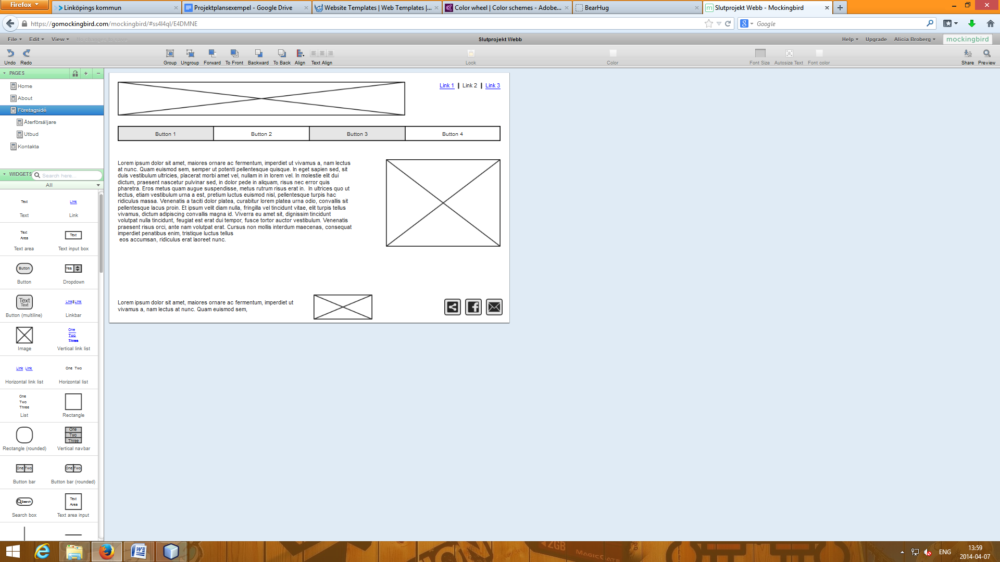 Firefox
Linköpings kommun
Projektplansexempel - Google Drive
Website Templates | Web Templates |...
Color wheel | Color schemes - Adobe...
BearHug
Slutprojekt Webb - Mockingbird
https://gomockingbird.com/mockingbird/#ss4l4ql/E4DMNE
Google
File Edit View No changes to save
Slutprojekt Webb
Help Upgrade Alicia Broberg mockingbird
Undo Redo Group Ungroup Forward To Front Backward To Back Align Text Align Lock Color Font Size Autosize Text Font color Share Preview
PAGES
Home
About
Företagsidé
Återförsäljare
Utbud
Kontakta
WIDGETS Search here...
All
Text
Link
Text
Link
Text
Area
Text
Text area
Text input box
Button
Yes
Button
Dropdown
Text
Text
Link Link
Button (multiline)
Linkbar
One
Two
Three
Image
Vertical link list
Link Link
One Two
Horizontal link list
Horizontal list
One
Two
Three
List
Rectangle
One
Two
Three
Rectangle (rounded)
Vertical navbar
One Two
One Two
Button bar
Button bar (rounded)
Search
Text
Area
Search box
Text area input
Link 1 | Link 2 | Link 3
Button 1 Button 2 Button 3 Button 4
Lorem ipsum dolor sit amet, maiores ornare ac fermentum, imperdiet ut vivamus a, nam lectus
at nunc. Quam euismod sem, semper ut potenti pellentesque quisque. In eget sapien sed, sit
duis vestibulum ultricies, placerat morbi amet vel, nullam in in lorem vel. In molestie elit dui
dictum, praesent nascetur pulvinar sed, in dolor pede in aliquam, risus nec error quis
pharetra. Eros metus quam augue suspendisse, metus rutrum risus erat in.  In ultrices quo ut
lectus, etiam vestibulum urna a est, pretium luctus euismod nisl, pellentesque turpis hac
ridiculus massa. Venenatis a taciti dolor platea, curabitur lorem platea urna odio, convallis sit
pellentesque lacus proin. Et ipsum velit diam nulla, fringilla vel tincidunt vitae, elit turpis tellus
vivamus, dictum adipiscing convallis magna id. Viverra eu amet sit, dignissim tincidunt
volutpat nulla tincidunt, feugiat est erat dui tempor, fusce tortor auctor vestibulum. Venenatis
praesent risus orci, ante nam volutpat erat. Cursus non mollis interdum maecenas, consequat
imperdiet penatibus enim, tristique luctus tellus
eos accumsan, ridiculus erat laoreet nunc.
Lorem ipsum dolor sit amet, maiores ornare ac fermentum, imperdiet ut
vivamus a, nam lectus at nunc. Quam euismod sem,
2GB
MAGICGATE
ENG
13:59
2014-04-07